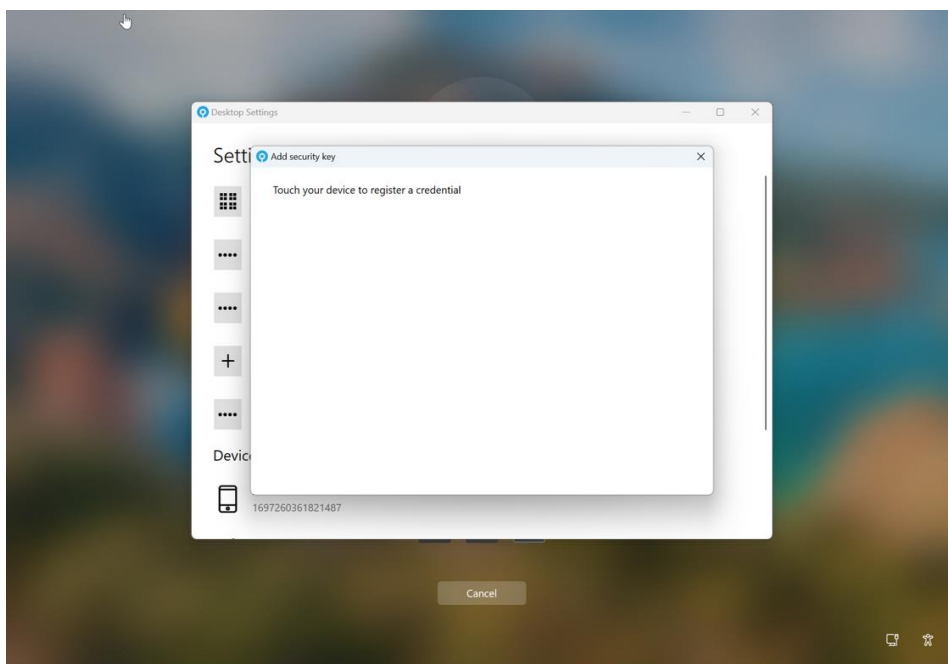 Desktop Settings
Setti
Add security key
Touch your device to register a credential
Devic
1697260361821487
Cancel